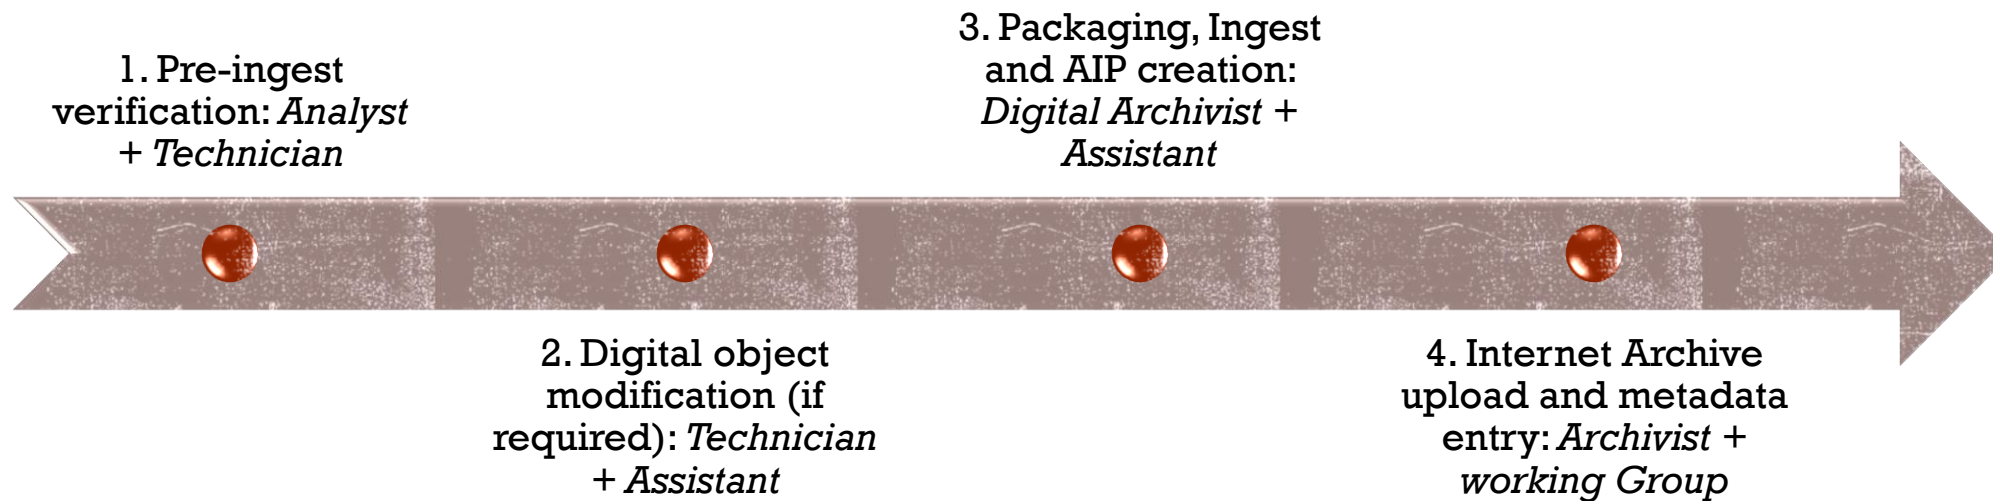 1. Pre-ingest
verification: Analyst
+ Technician
2. Digital object
modification (if
required): Technician
+ Assistant
3. Packaging, Ingest
and AIP creation:
Digital Archivist +
Assistant
4. Internet Archive
upload and metadata
entry: Archivist +
working Group